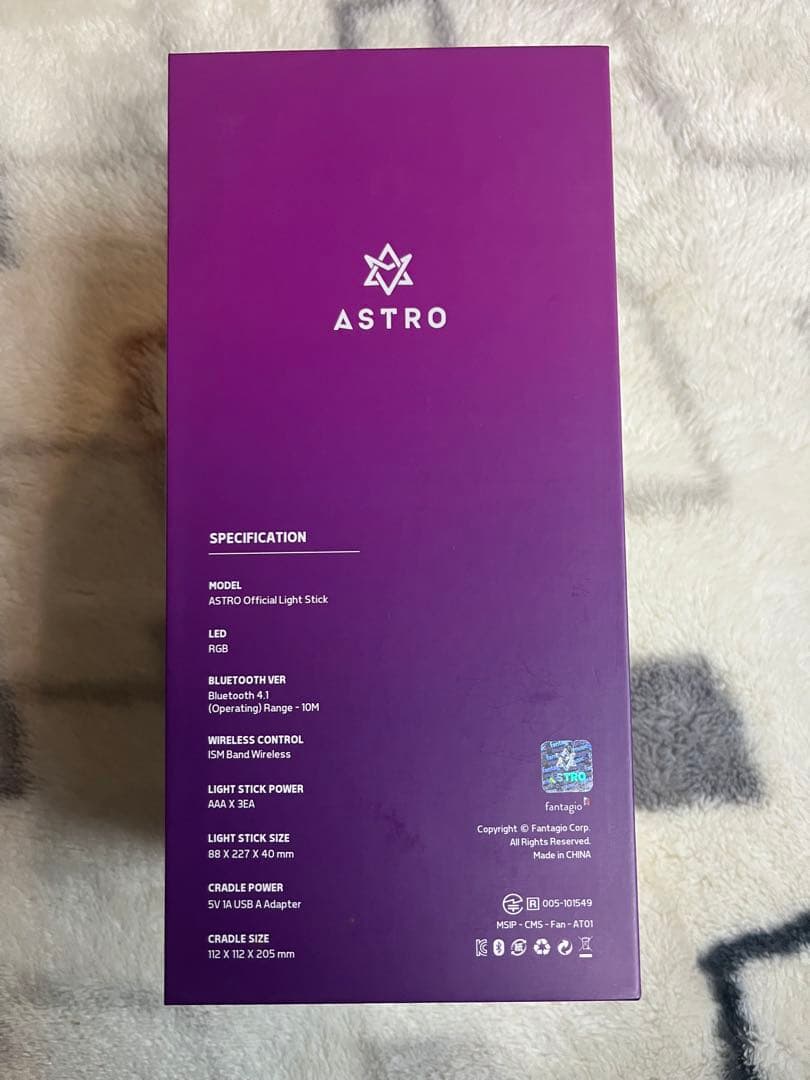 ASTRO
SPECIFICATION
MODEL
ASTRO Official Light Stick
LED
RGB
BLUETOOTH VER
Bluetooth 4.1
(Operating) Range - 10M
WIRELESS CONTROL
ISM Band Wireless
LIGHT STICK POWER
AAA X 3EA
LIGHT STICK SIZE
88 X 227 X 40 mm
CRADLE POWER
5V 1A USB A Adapter
CRADLE SIZE
112 X 112 X 205 mm
ASTRO
fantagio
Copyright © Fantagio Corp.
All Rights Reserved.
Made in CHINA
R 005-101549
MSIP - CMS - Fan - AT01